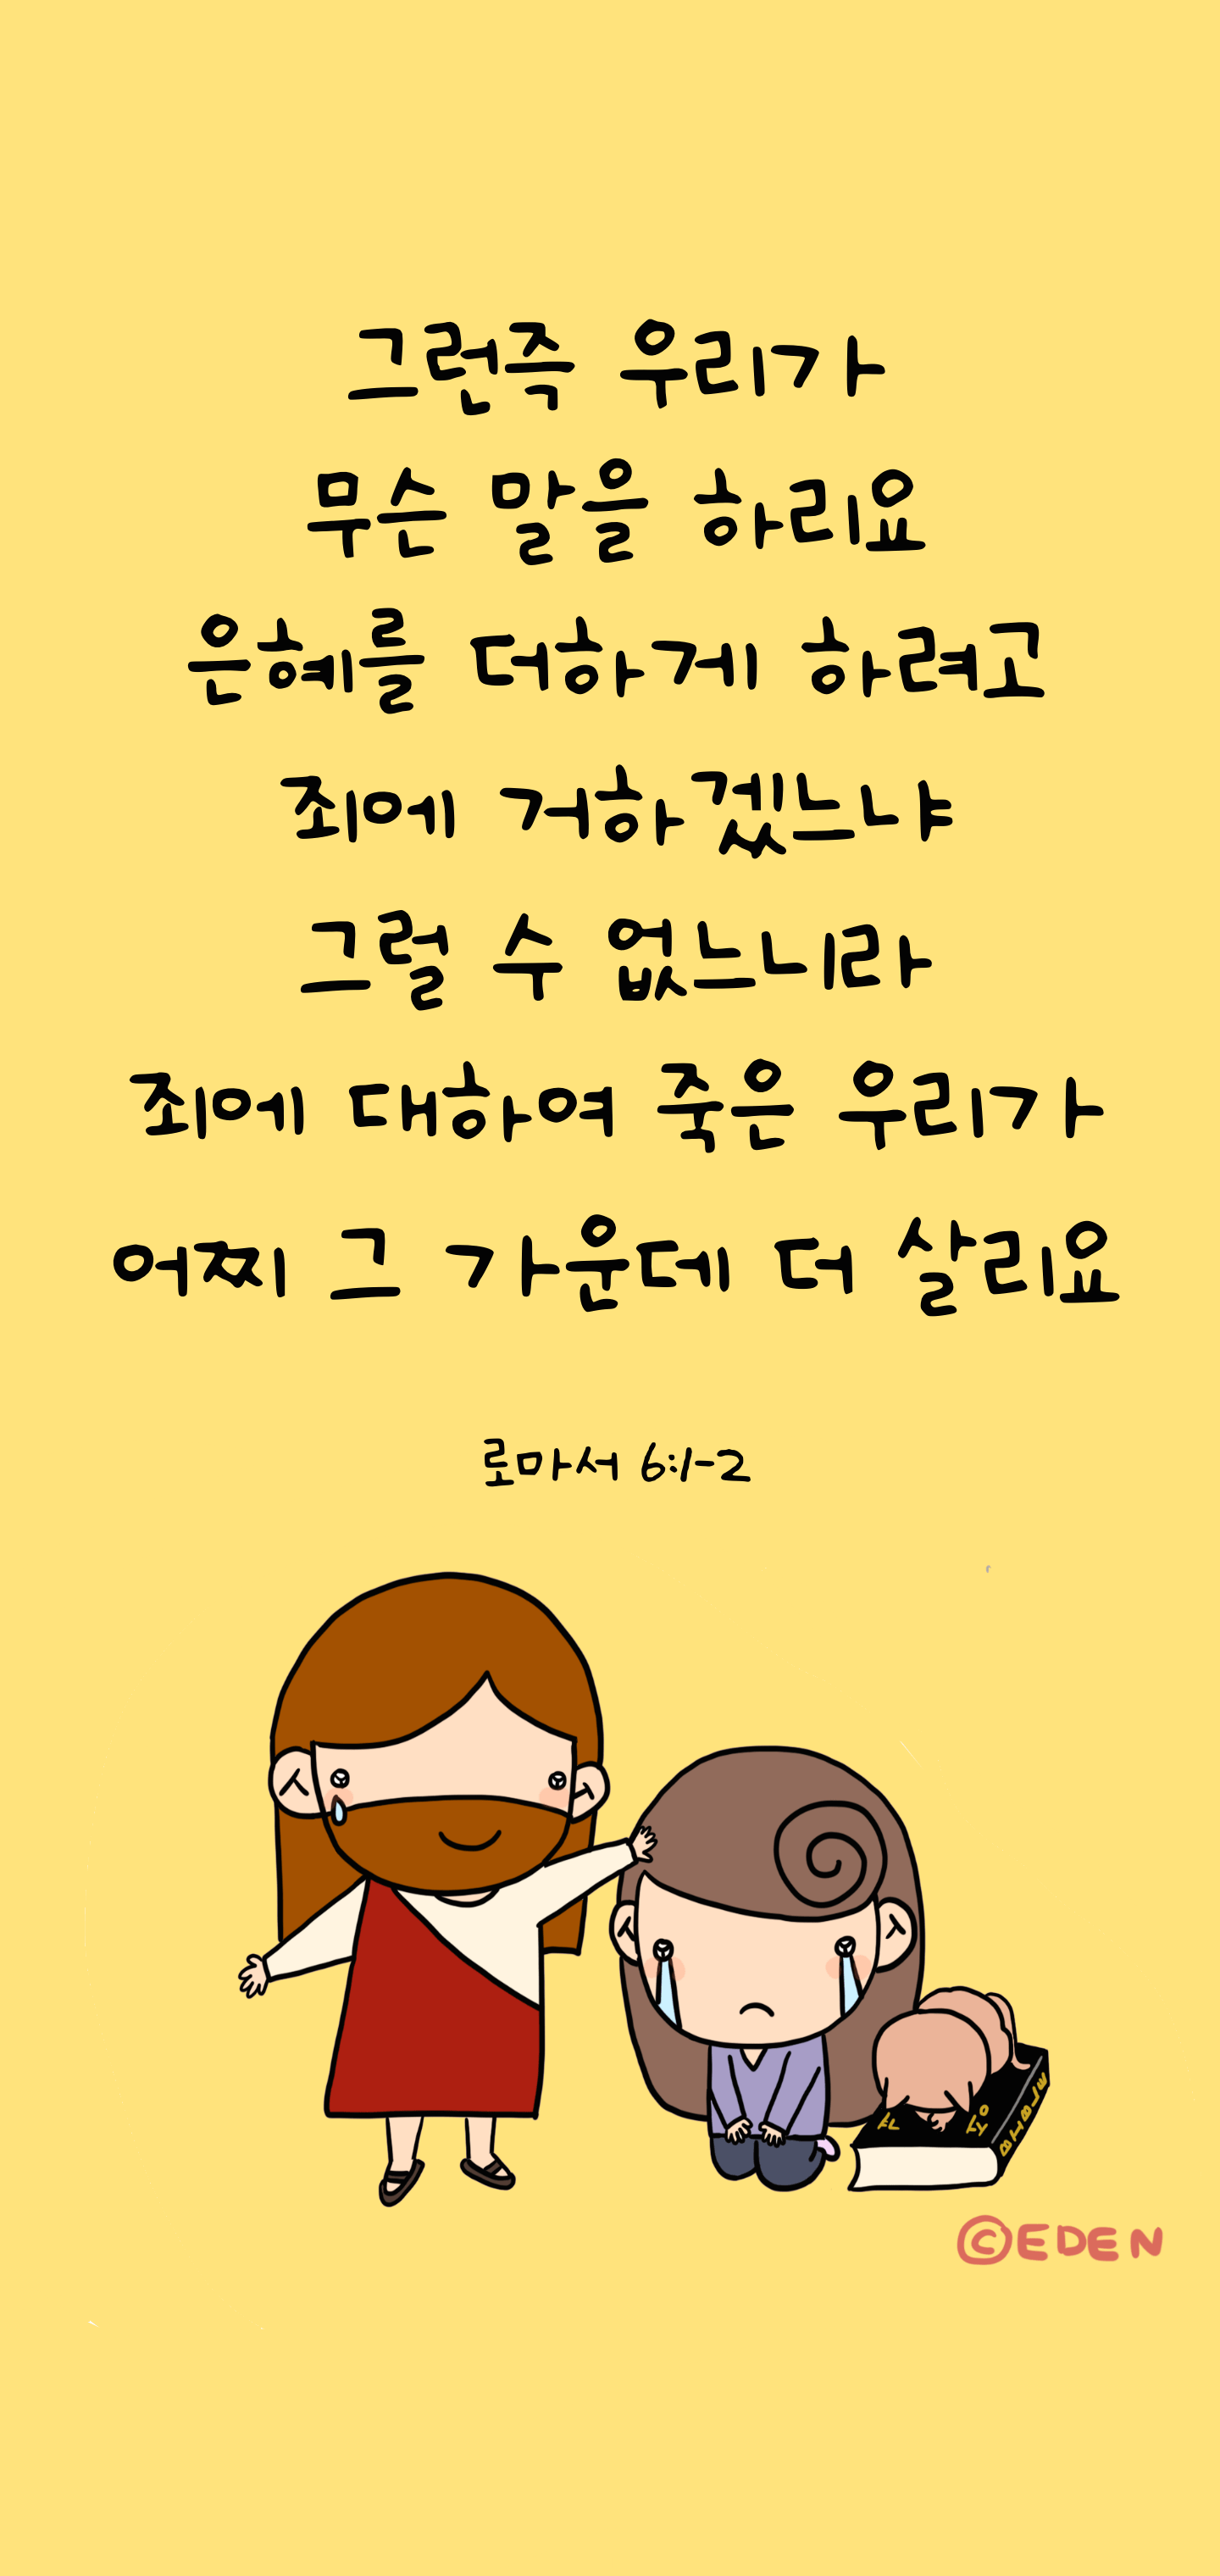 그런즉 우리가
무슨 말을 하리요
은혜를 더하게 하려고
죄에 거하겠느냐
그럴 수 없느니라
죄에 대하여 죽은 우리가
어찌 그 가운데 더 살리요
로마서 6:1-2
BIBLE
©EDEN